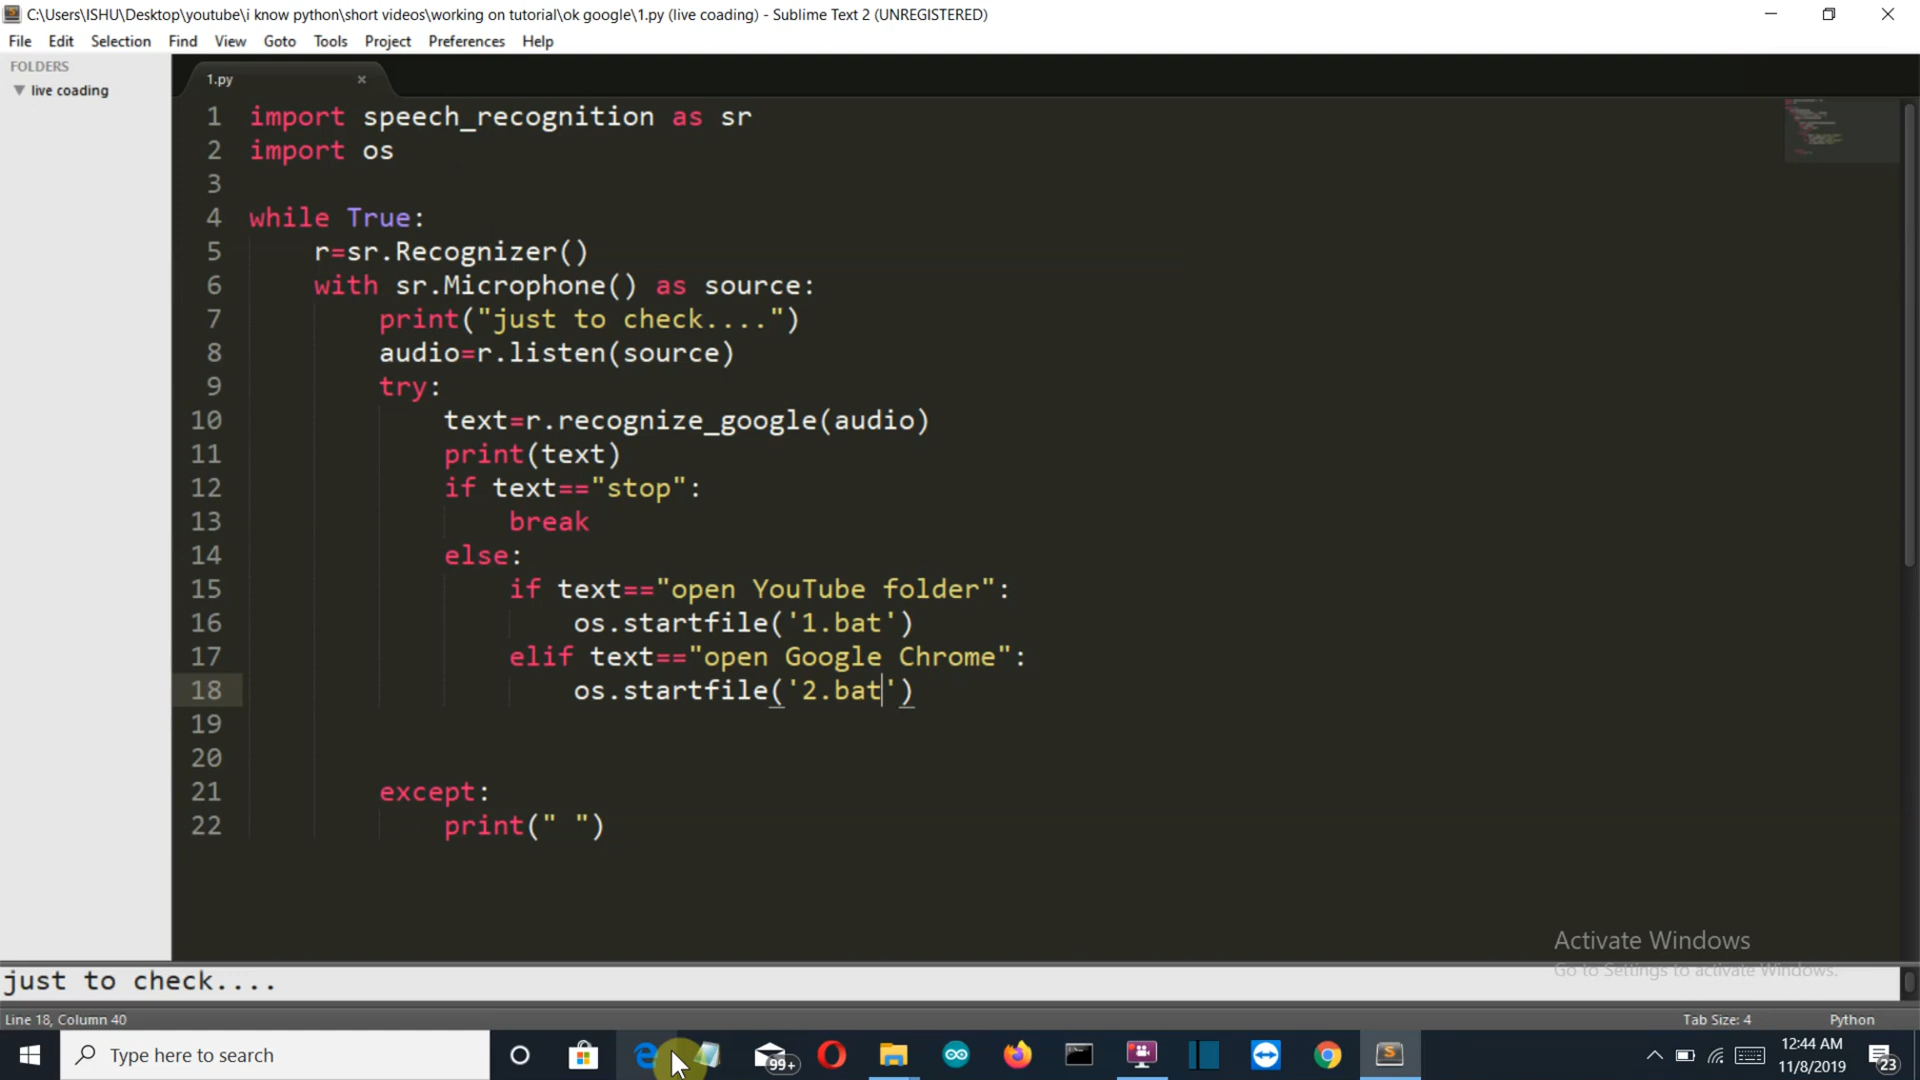 C:\Users\ISHU\Desktop\youtube\i know python\short videos\working on tutorial\ok google\1.py (live coading) - Sublime Text 2 (UNREGISTERED)
File Edit Selection Find View Goto Tools Project Preferences Help
FOLDERS
live coading
1.py
1 import speech_recognition as sr
2 import os
3
4 while True:
5     r=sr.Recognizer()
6     with sr.Microphone() as source:
7         print("just to check....")
8         audio=r.listen(source)
9         try:
10             text=r.recognize_google(audio)
11             print(text)
12             if text=="stop":
13                 break
14             else:
15                 if text=="open YouTube folder":
16                     os.startfile('1.bat')
17                 elif text=="open Google Chrome":
18                     os.startfile('2.bat')
19
20
21         except:
22             print(" ")
Activate Windows
Go to Settings to activate Windows.
just to check....
Line 18, Column 40 Tab Size: 4 Python
Type here to search
99+
12:44 AM
11/8/2019
23